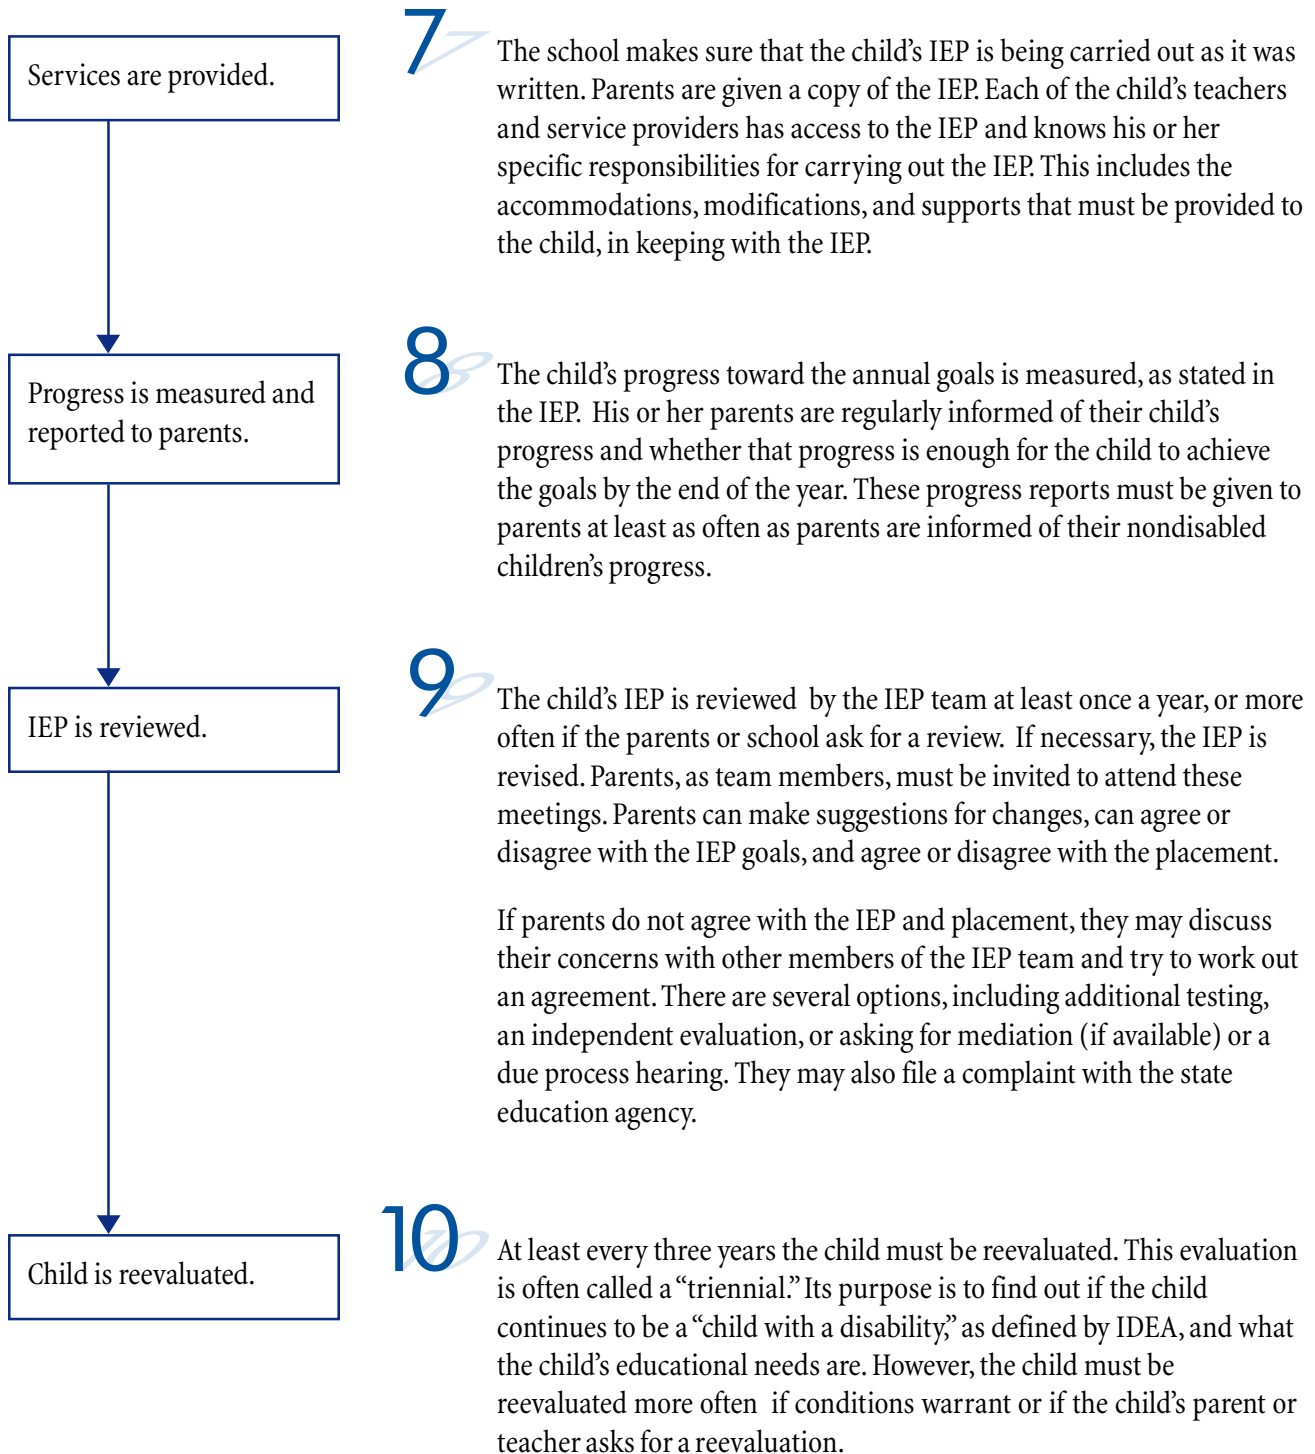 Services are provided.
7
The school makes sure that the child’s IEP is being carried out as it was
written. Parents are given a copy of the IEP. Each of the child’s teachers
and service providers has access to the IEP and knows his or her
specific responsibilities for carrying out the IEP. This includes the
accommodations, modifications, and supports that must be provided to
the child, in keeping with the IEP.
Progress is measured and
reported to parents.
8
The child’s progress toward the annual goals is measured, as stated in
the IEP. His or her parents are regularly informed of their child’s
progress and whether that progress is enough for the child to achieve
the goals by the end of the year. These progress reports must be given to
parents at least as often as parents are informed of their nondisabled
children’s progress.
IEP is reviewed.
9
The child’s IEP is reviewed by the IEP team at least once a year, or more
often if the parents or school ask for a review. If necessary, the IEP is
revised. Parents, as team members, must be invited to attend these
meetings. Parents can make suggestions for changes, can agree or
disagree with the IEP goals, and agree or disagree with the placement.
If parents do not agree with the IEP and placement, they may discuss
their concerns with other members of the IEP team and try to work out
an agreement. There are several options, including additional testing,
an independent evaluation, or asking for mediation (if available) or a
due process hearing. They may also file a complaint with the state
education agency.
Child is reevaluated.
10
At least every three years the child must be reevaluated. This evaluation
is often called a “triennial.” Its purpose is to find out if the child
continues to be a “child with a disability,” as defined by IDEA, and what
the child’s educational needs are. However, the child must be
reevaluated more often if conditions warrant or if the child’s parent or
teacher asks for a reevaluation.